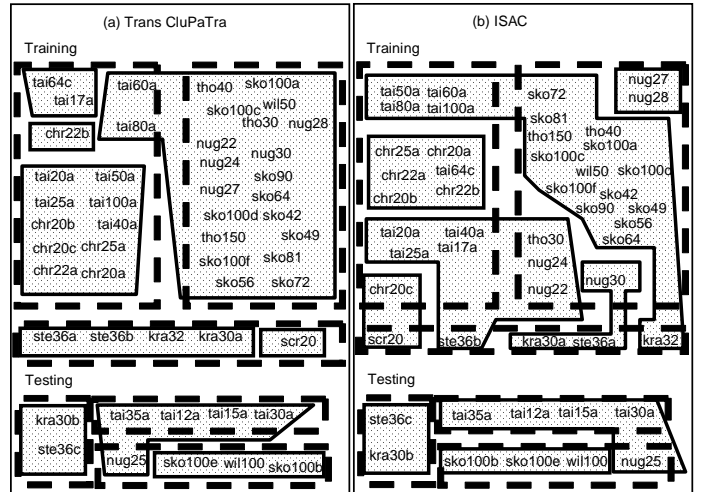 (a) Trans CluPaTra
Training
tai64c
tai17a
tai60a
tho40 sko100a
sko100c wil50
tho30 nug28
chr22b
tai80a
nug22
nug24 nug30
sko90
nug27
sko64
tai20a tai50a
tai25a tai100a
chr20b tai40a
chr20c chr25a
chr22a chr20a
sko100d sko42
tho150 sko49
sko100f sko81
sko56 sko72
ste36a ste36b kra32 kra30a
scr20
Testing
kra30b
ste36c
tai35a tai12a tai15a tai30a
nug25
sko100e wil100 sko100b
(b) ISAC
Training
tai50a tai60a
tai80a tai100a
sko72
nug27
nug28
sko81
tho150 tho40
sko100a
sko100c
wil50 sko100d
sko100f sko42
sko90 sko49
sko56
sko64
chr25a chr20a
tai64c
chr22a
chr22b
chr20b
tai20a tai40a
tai17a
tai25a
tho30
nug24
nug22
nug30
chr20c
scr20
ste36b
kra30a ste36a
kra32
Testing
ste36c
kra30b
tai35a tai12a tai15a tai30a
sko100b sko100e wil100
nug25